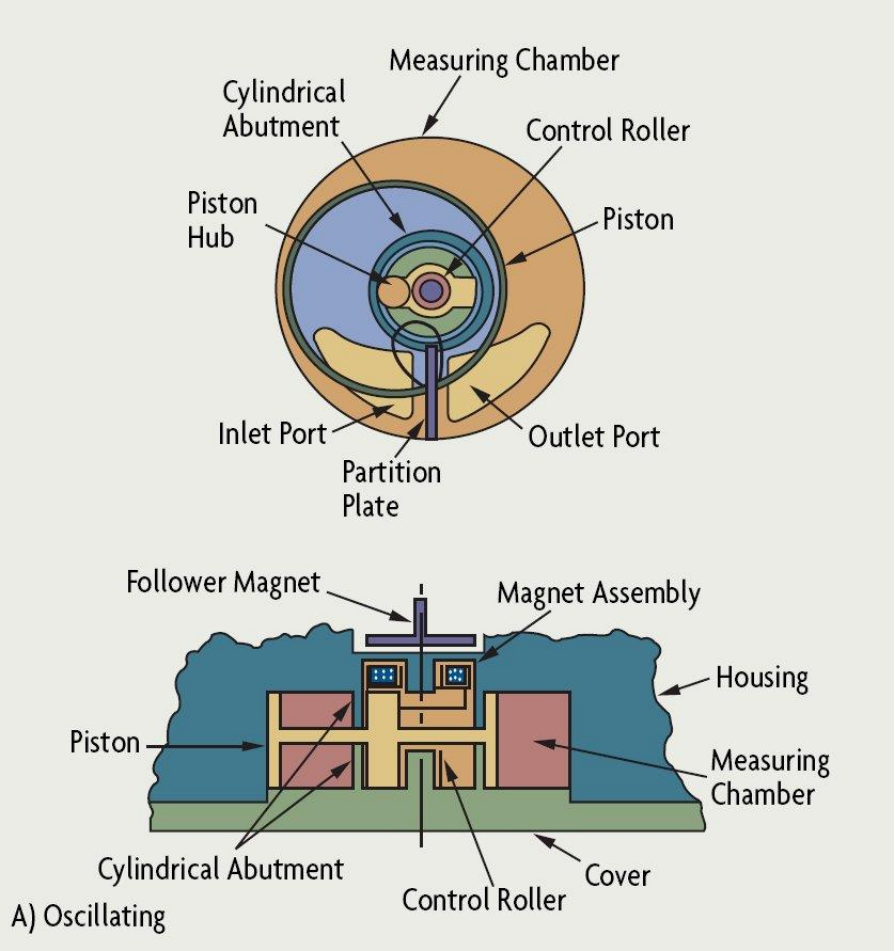 Measuring Chamber
Cylindrical
Abutment
Control Roller
Piston
Hub
Piston
Inlet Port
Outlet Port
Partition
Plate
Follower Magnet
Magnet Assembly
Housing
Piston
Measuring
Chamber
Cylindrical Abutment
Cover
Control Roller
A) Oscillating